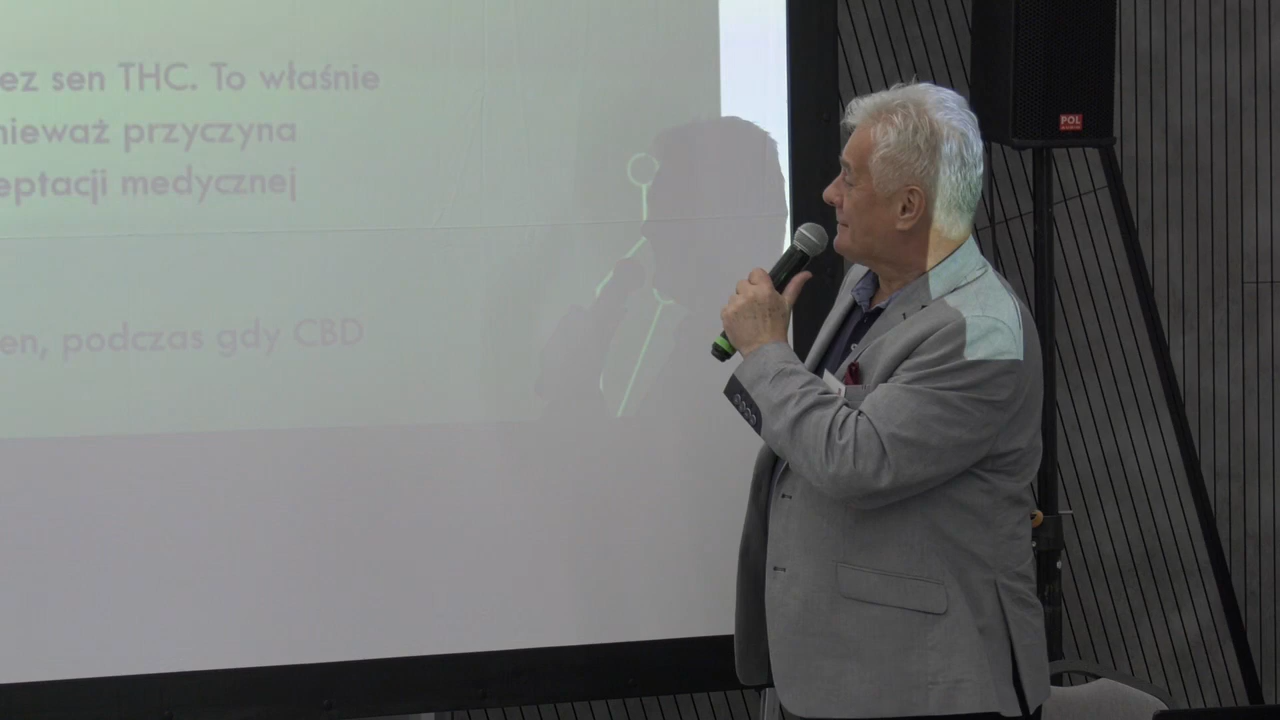 ez sen THC. To właśnie
nieważ przyczyna
eptacji medycznej
en, podczas gdy CBD
POL